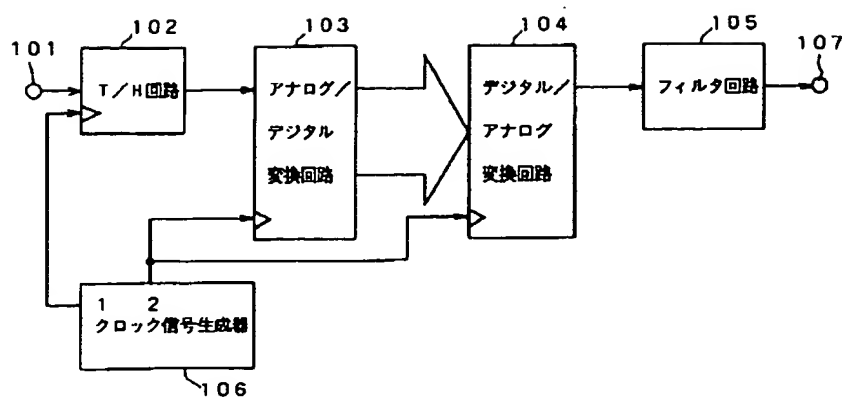 101
102
103
104
105
107
T/H回路
アナログ/
デジタル
変換回路
デジタル/
アナログ
変換回路
フィルタ回路
1 2
クロック信号生成器
106